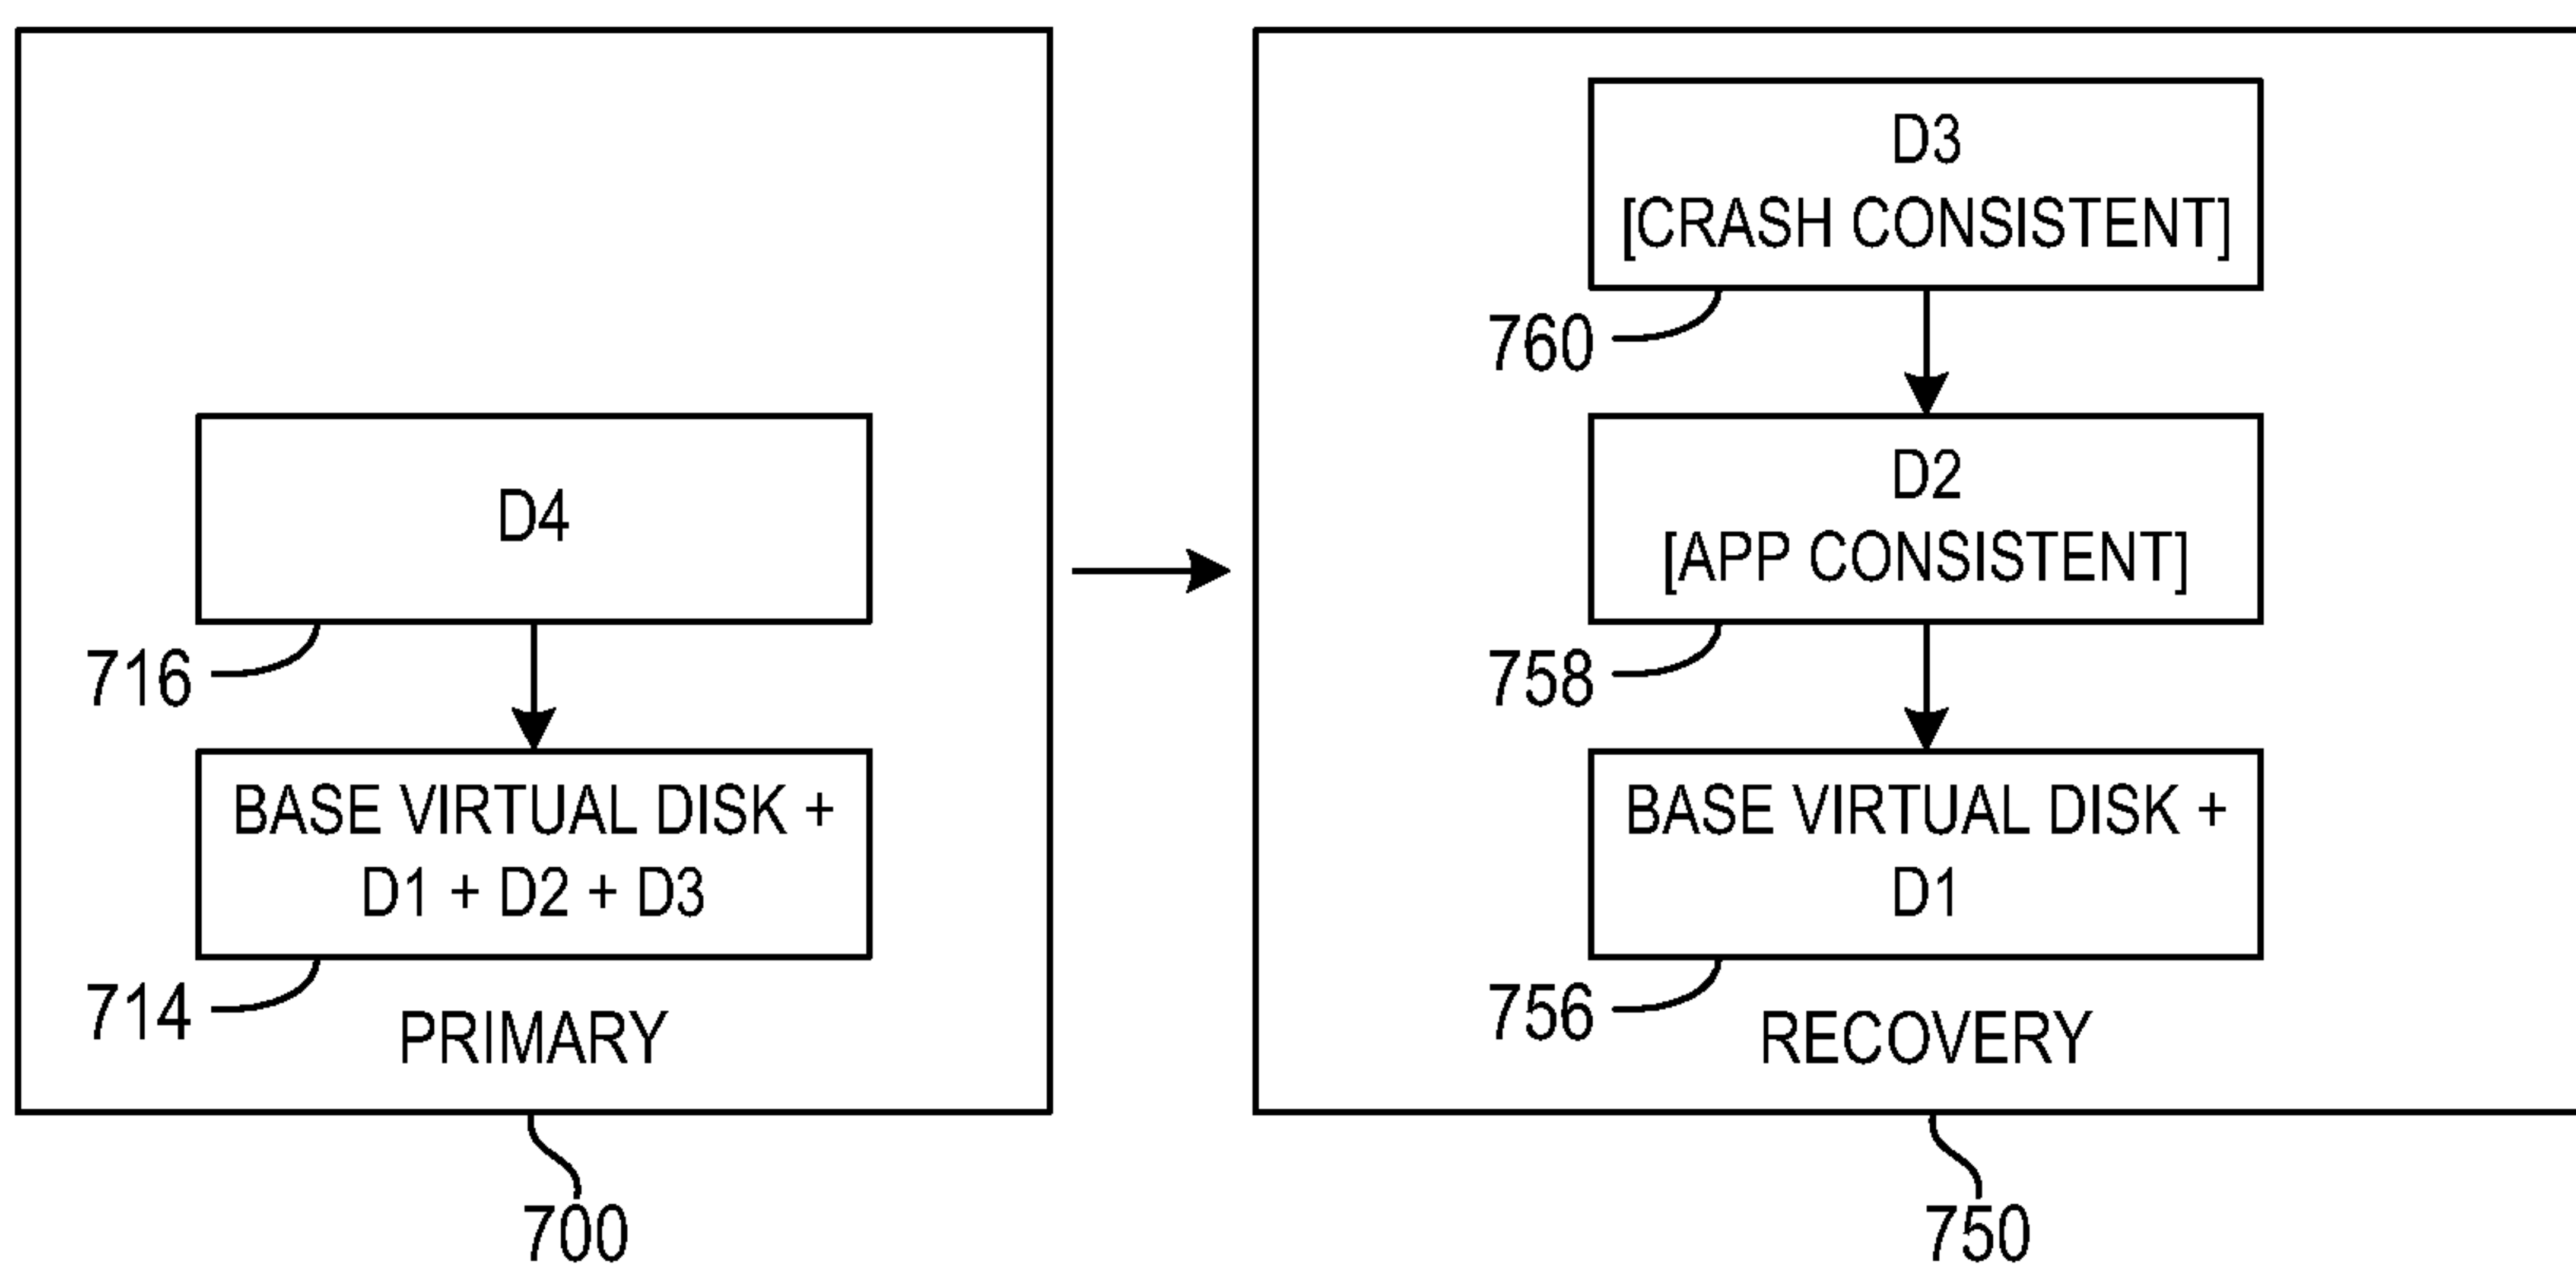 D4
716
BASE VIRTUAL DISK +
D1 + D2 + D3
714
PRIMARY
700
D3
[CRASH CONSISTENT]
760
D2
[APP CONSISTENT]
758
BASE VIRTUAL DISK +
D1
756
RECOVERY
750